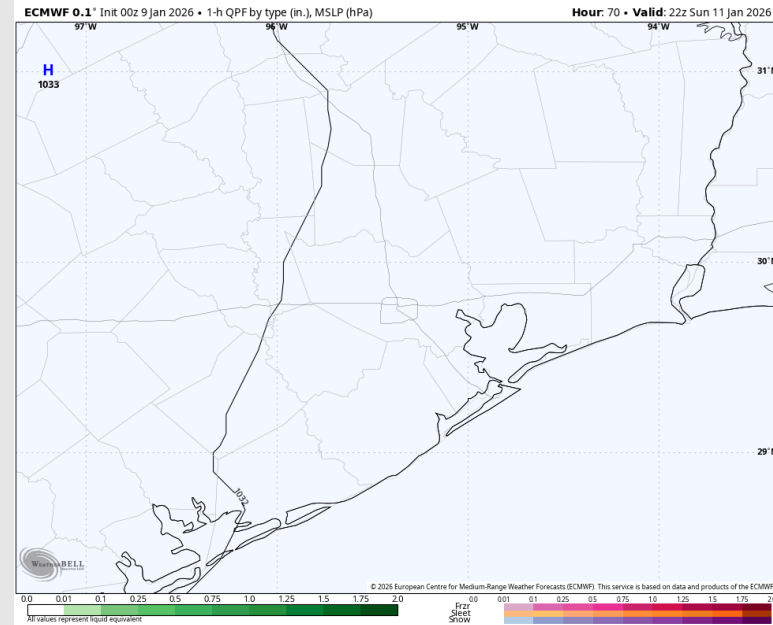 ECMWF 0.1° Init 00z 9 Jan 2026 • 1-h QPF by type (in.), MSLP (hPa)
Hour: 70 • Valid: 22z Sun 11 Jan 2026
97°W 96°W 95°W 94°W
H
1033
31°N
30°N
29°N
1032
WEATHERBELL
© 2026 European Centre for Medium-Range Weather Forecasts (ECMWF). This service is based on data and products of the ECMWF
0.0 0.01 0.1 0.25 0.5 0.75 1.0 1.25 1.5 1.75 2.0
All values represent liquid equivalent
0.0 0.01 0.1 0.25 0.5 0.75 1.0 1.25 1.5 1.75 2.0
Frzr
Sleet
Snow